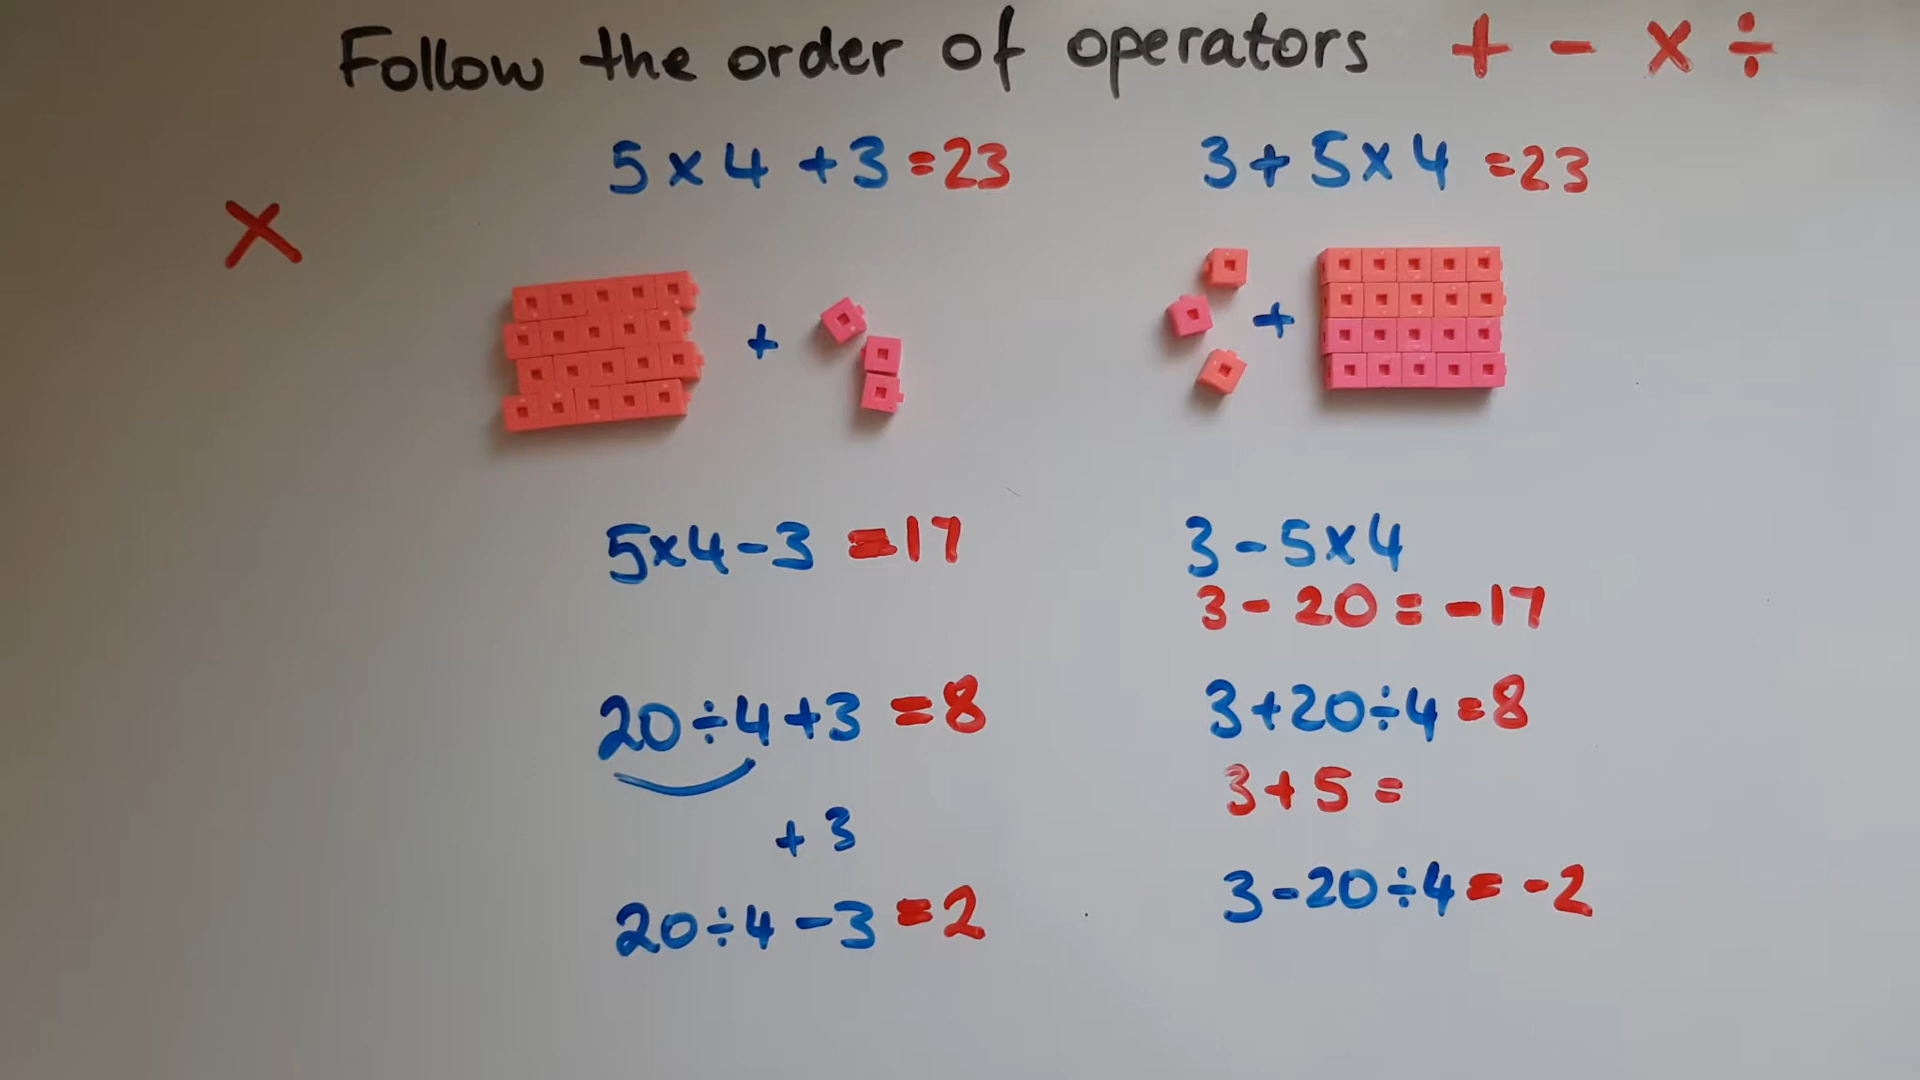 Follow the order of operators + - × ÷
5 × 4 + 3 = 23
3 + 5 × 4 = 23
×
+
+
5 × 4 - 3 = 17
3 - 5 × 4
3 - 20 = -17
20 ÷ 4 + 3 = 8
3 + 20 ÷ 4 = 8
+ 3
3 + 5 =
20 ÷ 4 - 3 = 2
3 - 20 ÷ 4 = -2